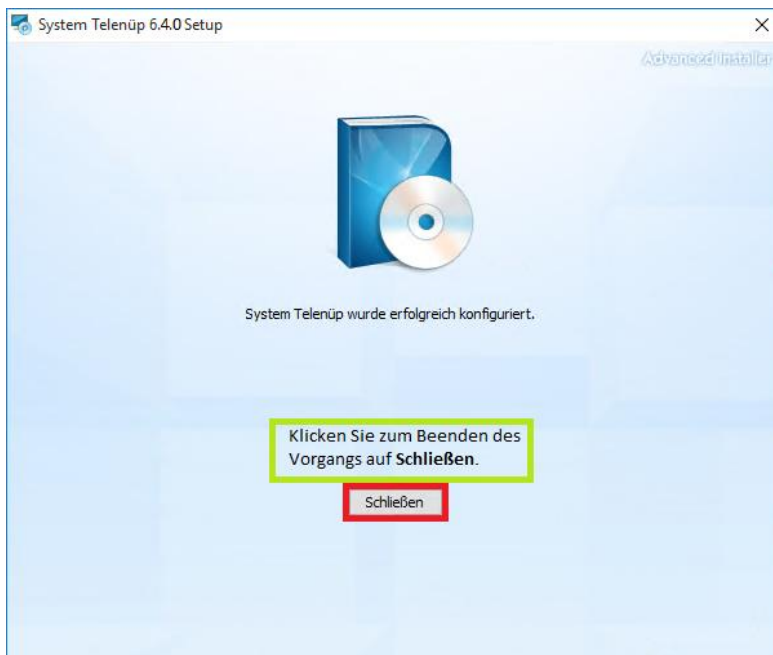 System Telenüp 6.4.0 Setup
Advanced Installer
System Telenüp wurde erfolgreich konfiguriert.
Klicken Sie zum Beenden des
Vorgangs auf Schließen.
Schließen